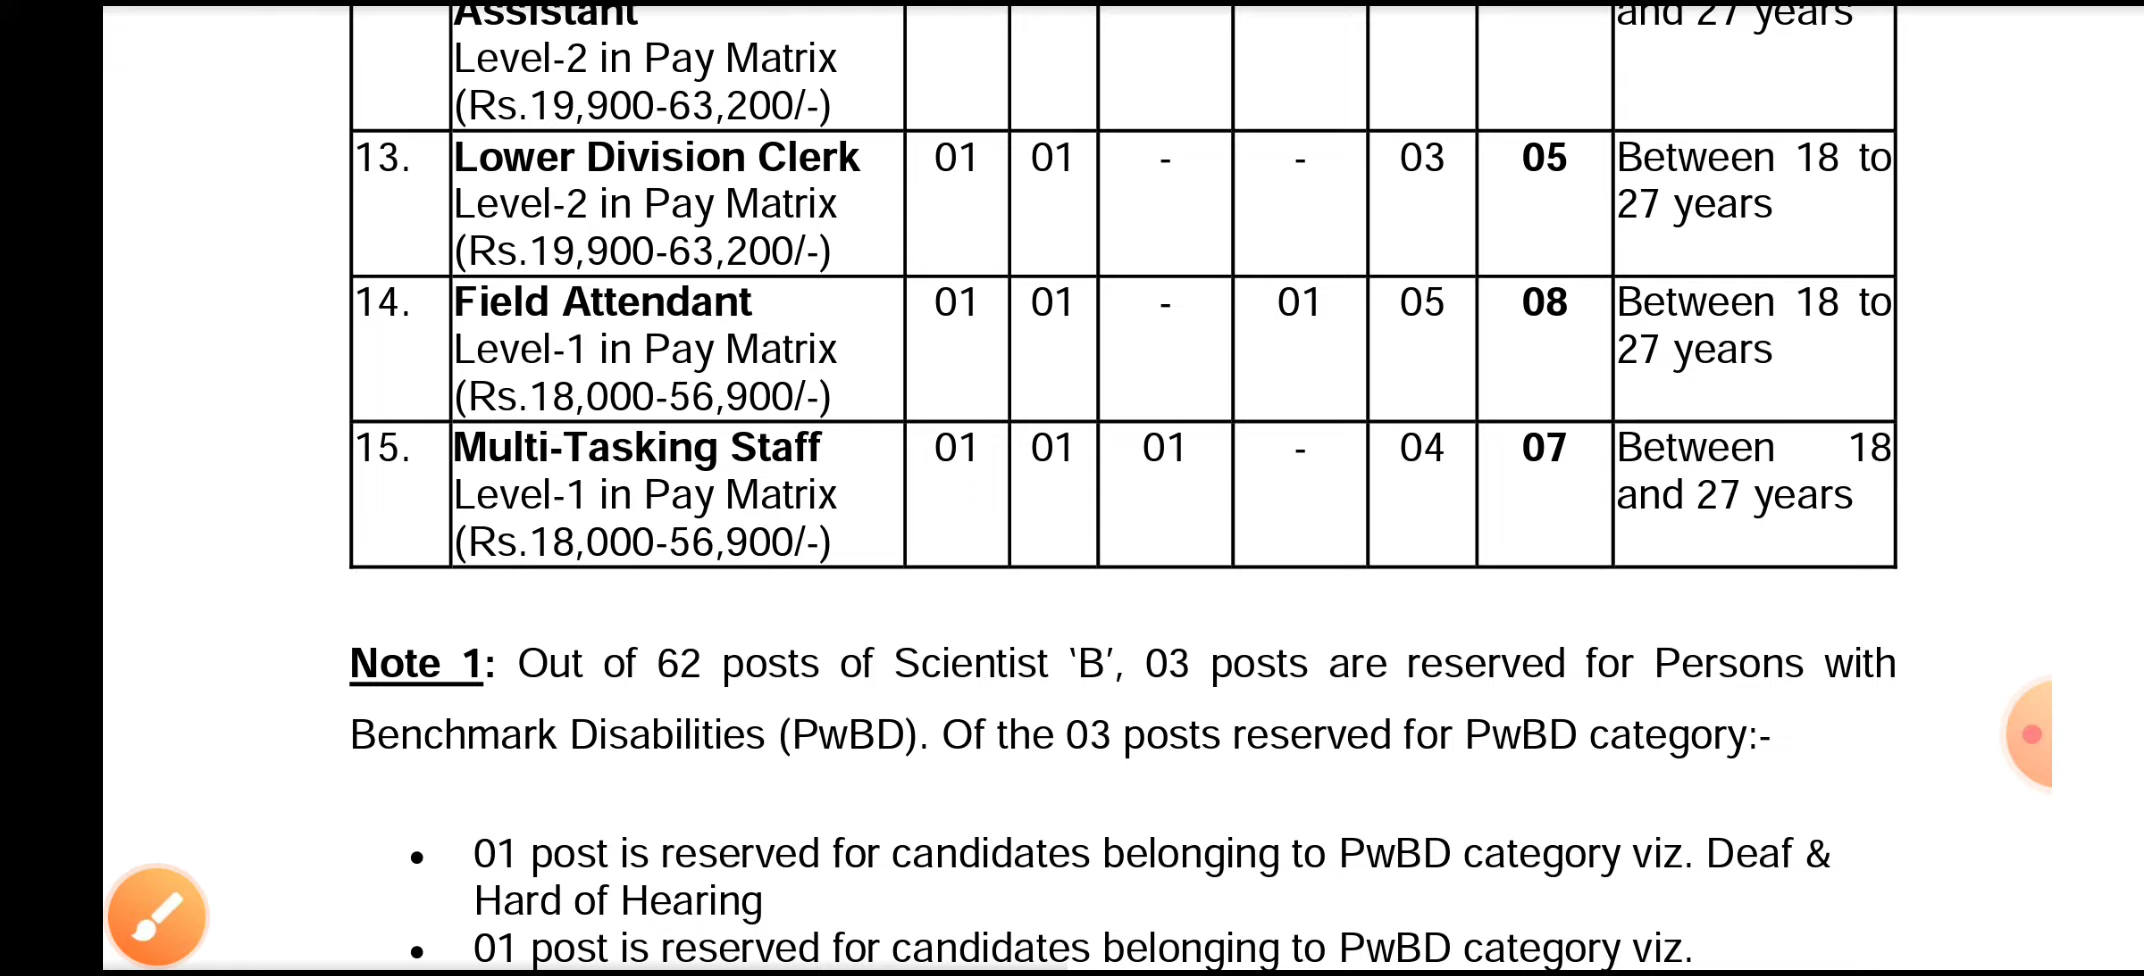 Assistant
and 27 years
Level-2 in Pay Matrix
(Rs.19,900-63,200/-)
13. Lower Division Clerk 01 01 - - 03 05 Between 18 to
Level-2 in Pay Matrix 27 years
(Rs.19,900-63,200/-)
14. Field Attendant 01 01 - 01 05 08 Between 18 to
Level-1 in Pay Matrix 27 years
(Rs.18,000-56,900/-)
15. Multi-Tasking Staff 01 01 01 - 04 07 Between 18
Level-1 in Pay Matrix and 27 years
(Rs.18,000-56,900/-)
Note 1: Out of 62 posts of Scientist ‘B’, 03 posts are reserved for Persons with
Benchmark Disabilities (PwBD). Of the 03 posts reserved for PwBD category:-
• 01 post is reserved for candidates belonging to PwBD category viz. Deaf &
Hard of Hearing
• 01 post is reserved for candidates belonging to PwBD category viz.